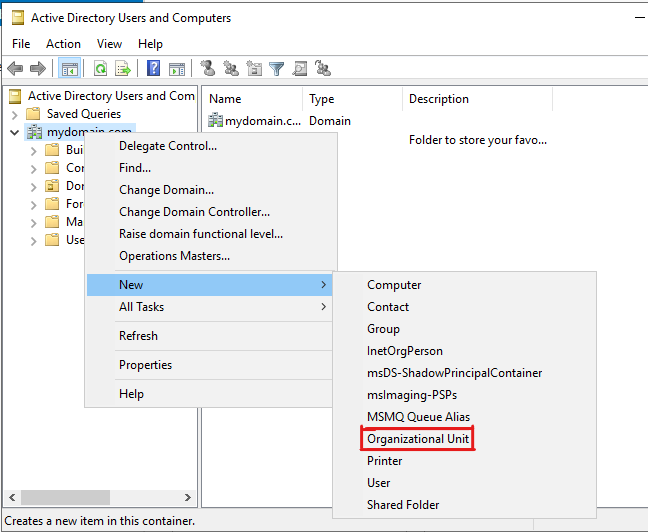 Active Directory Users and Computers
File Action View Help
Active Directory Users and Com
Saved Queries
mydomain.com
Bui
Con
Dor
For
Ma
Use
Name Type Description
mydomain.c... Domain
Folder to store your favo...
Delegate Control...
Find...
Change Domain...
Change Domain Controller...
Raise domain functional level...
Operations Masters...
New
All Tasks
Refresh
Properties
Help
Computer
Contact
Group
InetOrgPerson
msDS-ShadowPrincipalContainer
msImaging-PSPs
MSMQ Queue Alias
Organizational Unit
Printer
User
Shared Folder
Creates a new item in this container.